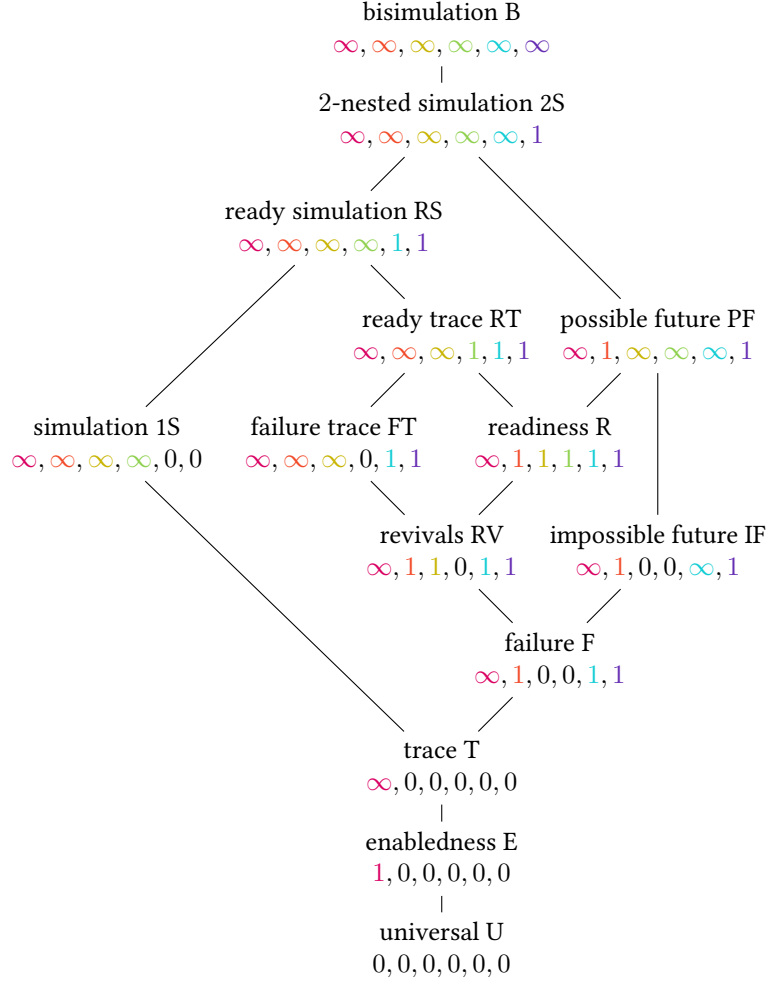 bisimulation B
∞, ∞, ∞, ∞, ∞, ∞
2-nested simulation 2S
∞, ∞, ∞, ∞, ∞, 1
ready simulation RS
∞, ∞, ∞, ∞, 1, 1
ready trace RT
∞, ∞, ∞, 1, 1, 1
possible future PF
∞, 1, ∞, ∞, ∞, 1
simulation 1S
∞, ∞, ∞, ∞, 0, 0
failure trace FT
∞, ∞, ∞, 0, 1, 1
readiness R
∞, 1, 1, 1, 1, 1
revivals RV
∞, 1, 1, 0, 1, 1
impossible future IF
∞, 1, 0, 0, ∞, 1
failure F
∞, 1, 0, 0, 1, 1
trace T
∞, 0, 0, 0, 0, 0
enabledness E
1, 0, 0, 0, 0, 0
universal U
0, 0, 0, 0, 0, 0